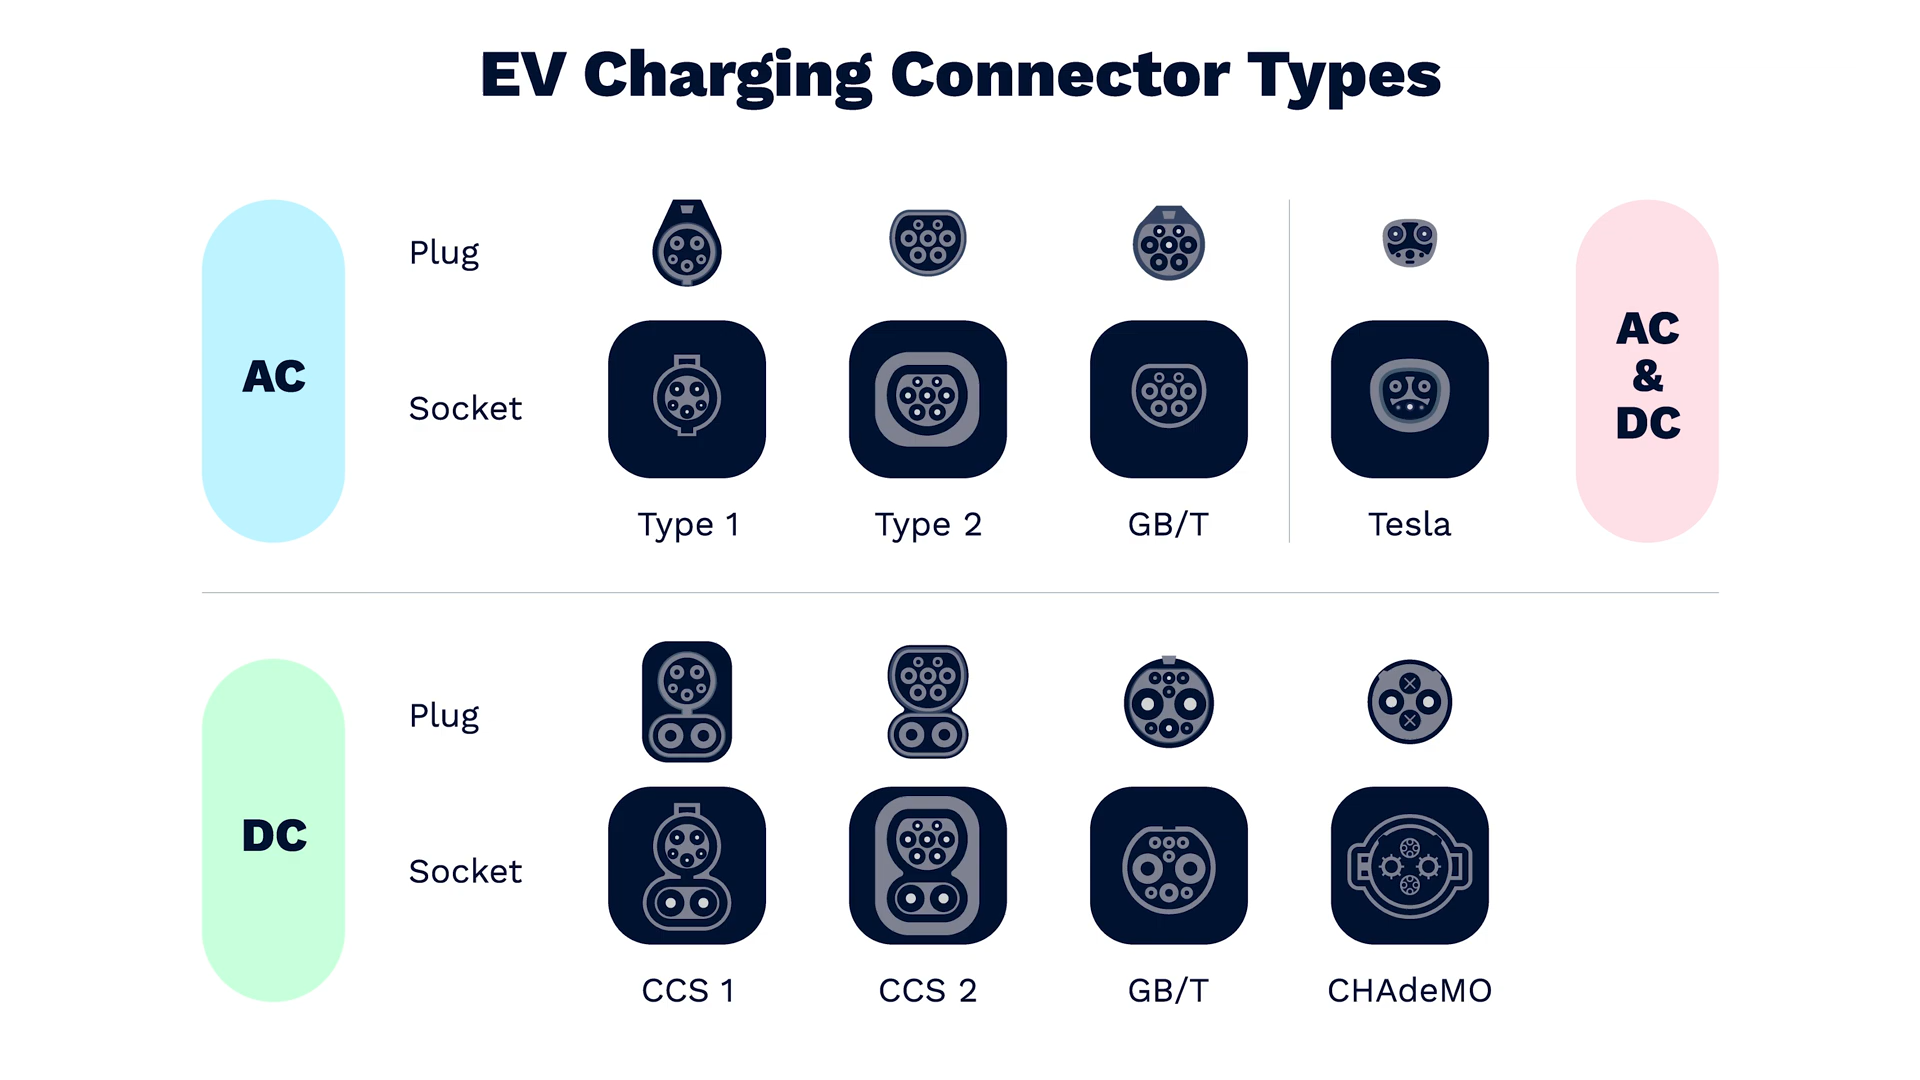 EV Charging Connector Types
AC
Plug
Socket
Type 1
Type 2
GB/T
Tesla
AC
&
DC
DC
Plug
Socket
CCS 1
CCS 2
GB/T
CHAdeMO